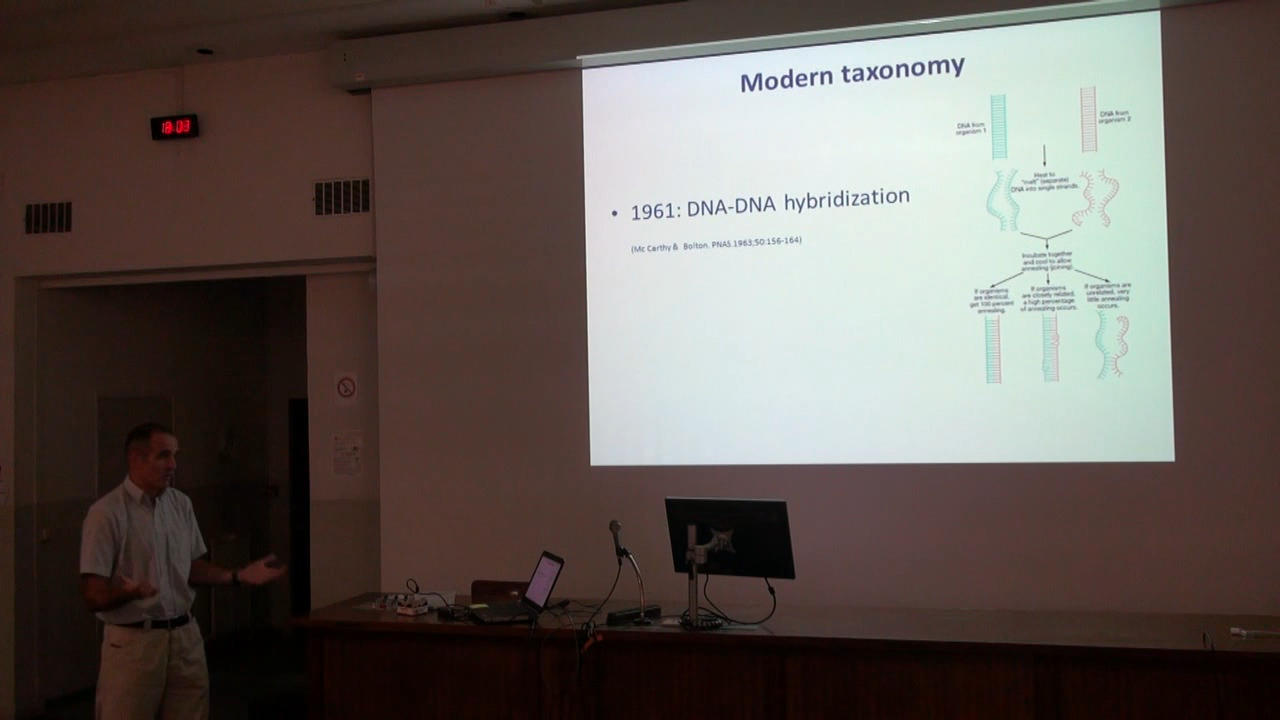 18:03
Modern taxonomy
DNA from
organism 1
DNA from
organism 2
Heat to
"melt" (separate)
DNA into single strands.
• 1961: DNA-DNA hybridization
(Mc Carthy & Bolton. PNAS.1963;50:156-164)
Incubate together
and cool to allow
annealing (joining).
If organisms
are identical,
get 100 percent
annealing.
If organisms
are closely related,
a high percentage
of annealing occurs.
If organisms are
unrelated, very
little annealing
occurs.